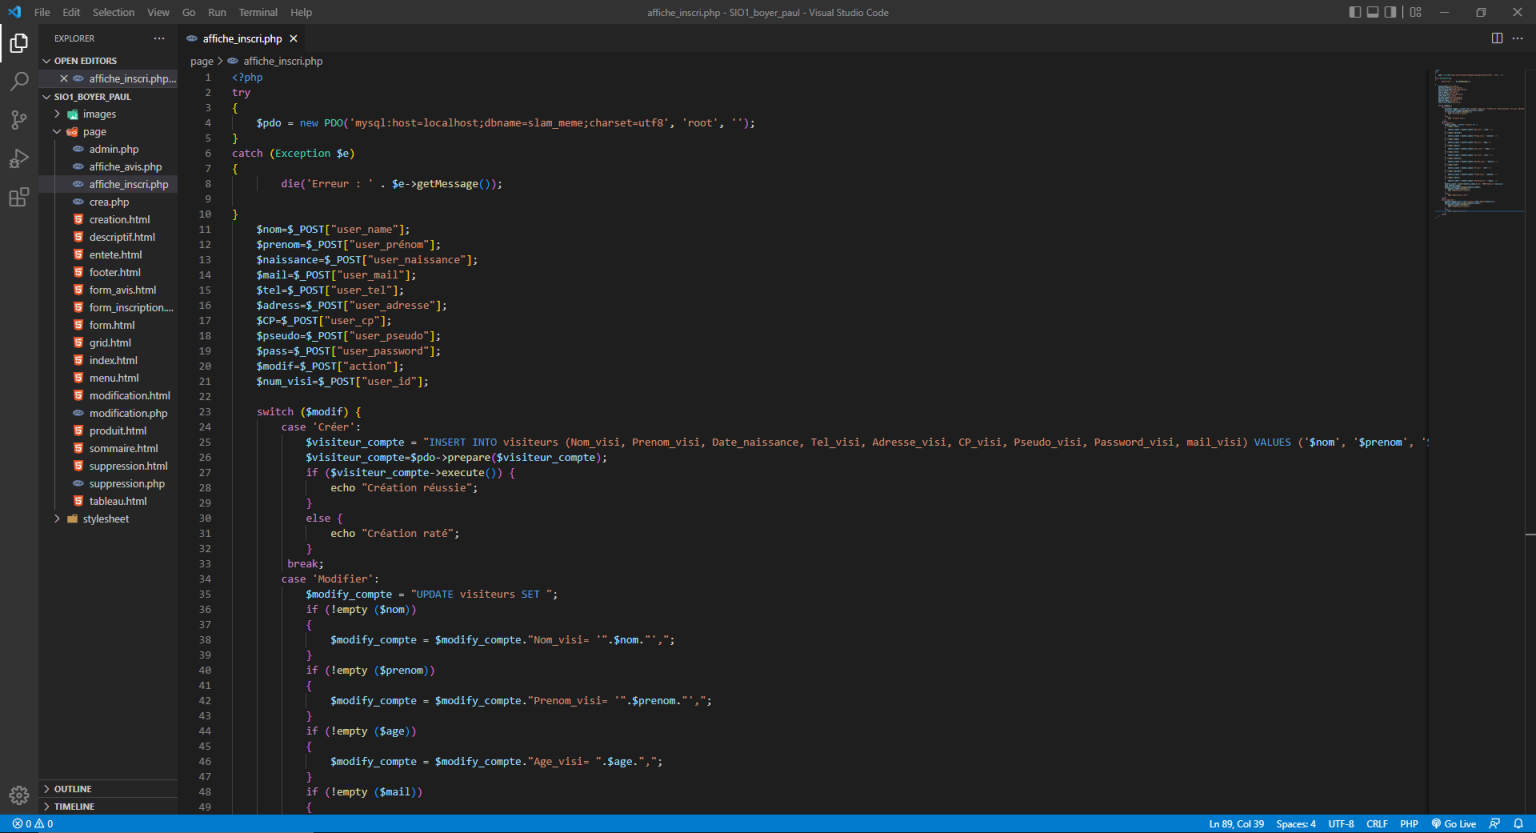 File Edit Selection View Go Run Terminal Help
affiche_inscri.php - SIO1_boyer_paul - Visual Studio Code
EXPLORER
OPEN EDITORS
affiche_inscri.php...
SIO1_BOYER_PAUL
images
page
admin.php
affiche_avis.php
affiche_inscri.php
crea.php
creation.html
descriptif.html
entete.html
footer.html
form_avis.html
form_inscription....
form.html
grid.html
index.html
menu.html
modification.html
modification.php
produit.html
sommaire.html
suppression.html
suppression.php
tableau.html
stylesheet
OUTLINE
TIMELINE
affiche_inscri.php
page > affiche_inscri.php
1 <?php
2 try
3 {
4 $pdo = new PDO('mysql:host=localhost;dbname=slam_meme;charset=utf8', 'root', '');
5 }
6 catch (Exception $e)
7 {
8 die('Erreur : ' . $e->getMessage());
9
10 }
11 $nom=$_POST["user_name"];
12 $prenom=$_POST["user_prénom"];
13 $naissance=$_POST["user_naissance"];
14 $mail=$_POST["user_mail"];
15 $tel=$_POST["user_tel"];
16 $adress=$_POST["user_adresse"];
17 $CP=$_POST["user_cp"];
18 $pseudo=$_POST["user_pseudo"];
19 $pass=$_POST["user_password"];
20 $modif=$_POST["action"];
21 $num_visi=$_POST["user_id"];
22
23 switch ($modif) {
24 case 'Créer':
25 $visiteur_compte = "INSERT INTO visiteurs (Nom_visi, Prenom_visi, Date_naissance, Tel_visi, Adresse_visi, CP_visi, Pseudo_visi, Password_visi, mail_visi) VALUES ('$nom', '$prenom', '
26 $visiteur_compte=$pdo->prepare($visiteur_compte);
27 if ($visiteur_compte->execute()) {
28 echo "Création réussie";
29 }
30 else {
31 echo "Création raté";
32 }
33 break;
34 case 'Modifier':
35 $modify_compte = "UPDATE visiteurs SET ";
36 if (!empty ($nom))
37 {
38 $modify_compte = $modify_compte."Nom_visi= '".$nom."',";
39 }
40 if (!empty ($prenom))
41 {
42 $modify_compte = $modify_compte."Prenom_visi= '".$prenom."',";
43 }
44 if (!empty ($age))
45 {
46 $modify_compte = $modify_compte."Age_visi= ".$age.",";
47 }
48 if (!empty ($mail))
49 {
0 0
Ln 89, Col 39 Spaces: 4 UTF-8 CRLF PHP Go Live